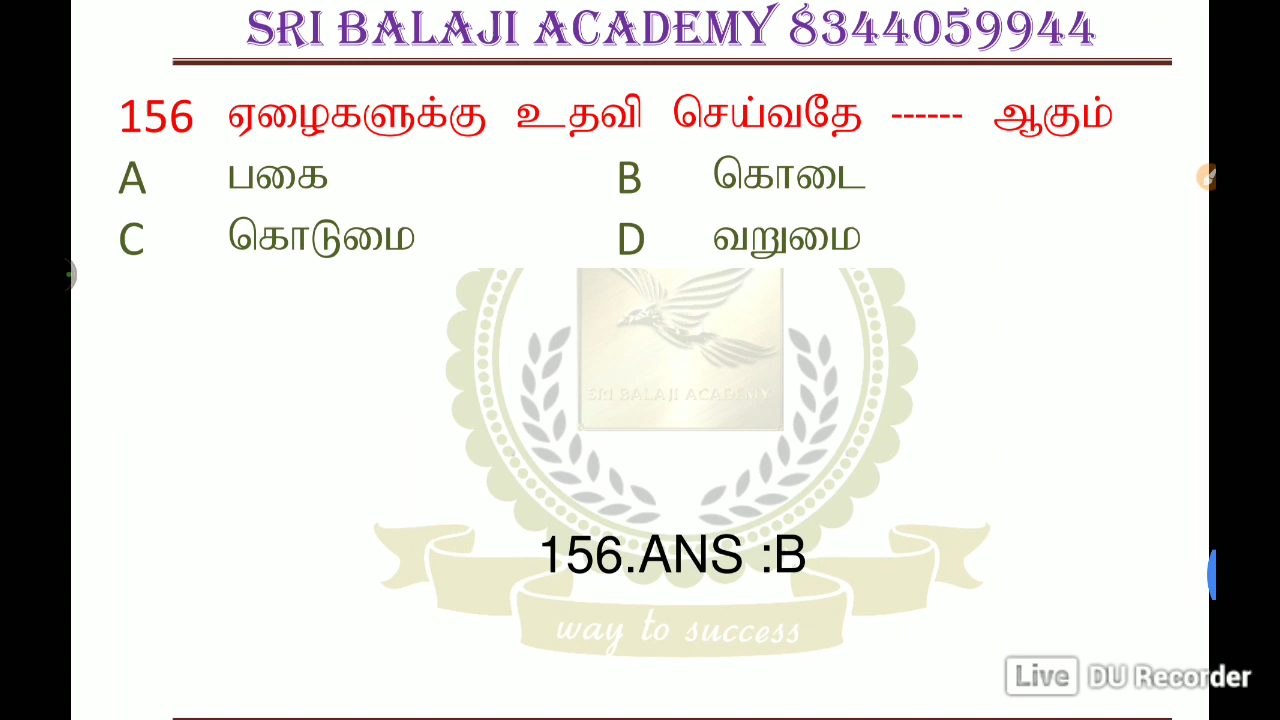 SRI BALAJI ACADEMY 8344059944
156 ஏழைகளுக்கு உதவி செய்வதே ------ ஆகும்
A பகை B கொடை
C கொடுமை D வறுமை
SRI BALAJI ACADEMY
156.ANS :B
way to success
Live DU Recorder